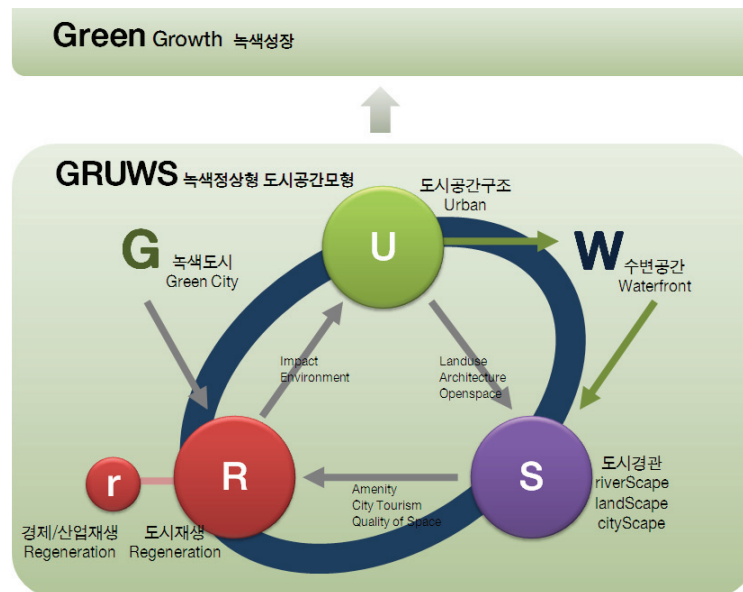 Green Growth 녹색성장
GRUWS 녹색정상형 도시공간모형
도시공간구조
Urban
U
G
녹색도시
Green City
W
수변공간
Waterfront
Impact
Environment
Landuse
Architecture
Openspace
r
R
S
Amenity
City Tourism
Quality of Space
도시경관
riverScape
landScape
cityScape
경제/산업재생
Regeneration
도시재생
Regeneration